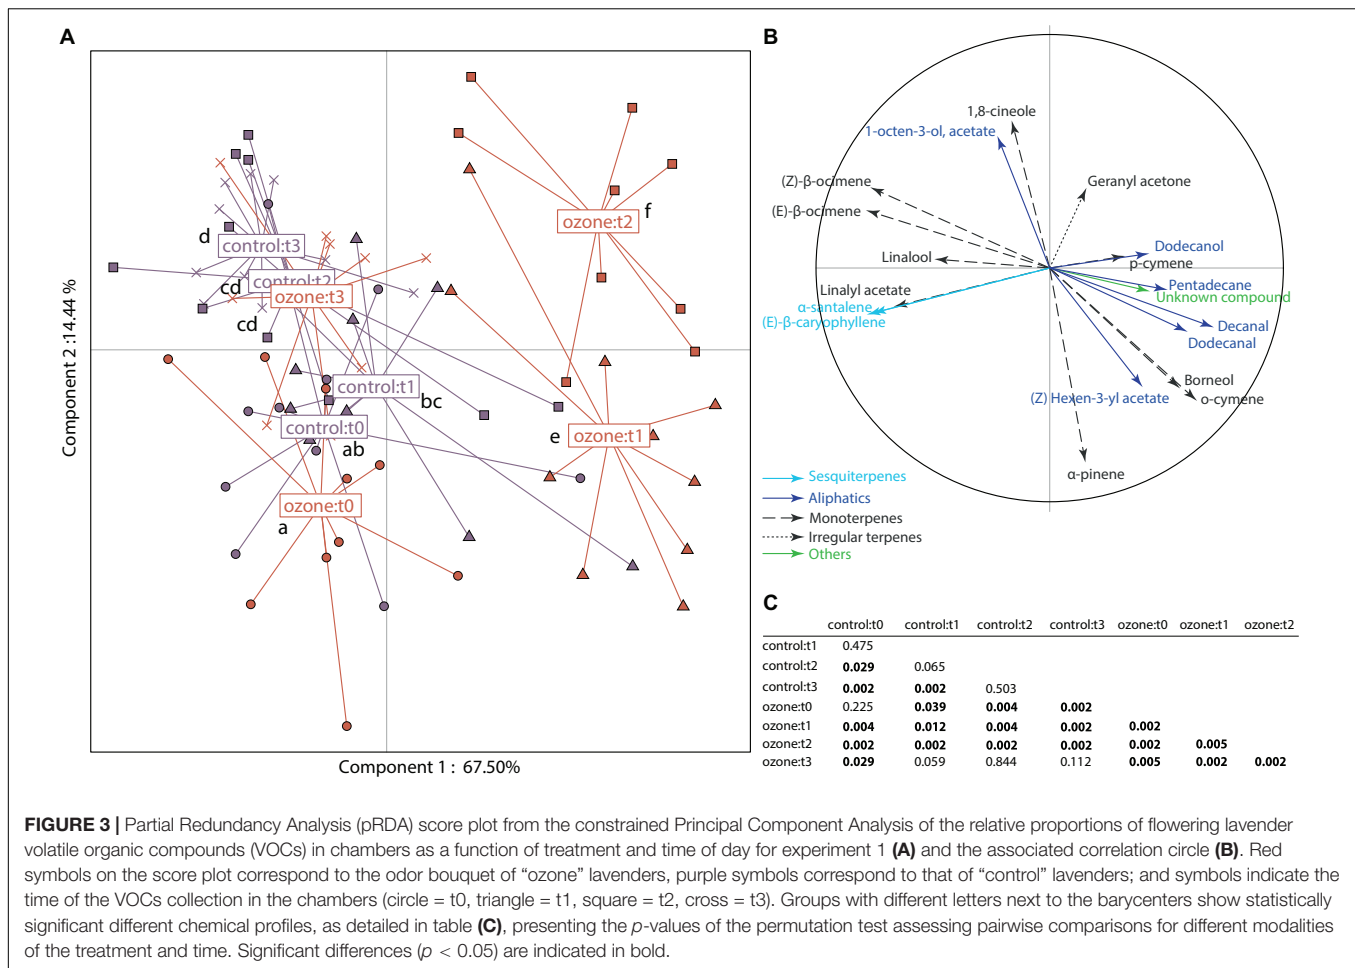 A
f
ozone:t2
d
control:t3
cd
control:t2
ozone:t3
cd
control:t1
bc
control:t0
ab
e
ozone:t1
ozone:t0
a
Component 2 :14.44 %
Component 1 : 67.50%
B
1,8-cineole
1-octen-3-ol, acetate
(Z)-β-ocimene
Geranyl acetone
(E)-β-ocimene
Linalool
Dodecanol
p-cymene
Linalyl acetate
Pentadecane
Unknown compound
α-santalene
(E)-β-caryophyllene
Decanal
Dodecanal
Borneol
o-cymene
(Z) Hexen-3-yl acetate
α-pinene
Sesquiterpenes
Aliphatics
Monoterpenes
Irregular terpenes
Others
C
control:t0 control:t1 control:t2 control:t3 ozone:t0 ozone:t1 ozone:t2
control:t1 0.475
control:t2 0.029 0.065
control:t3 0.002 0.002 0.503
ozone:t0 0.225 0.039 0.004 0.002
ozone:t1 0.004 0.012 0.004 0.002 0.002
ozone:t2 0.002 0.002 0.002 0.002 0.002 0.005
ozone:t3 0.029 0.059 0.844 0.112 0.005 0.002 0.002
FIGURE 3 | Partial Redundancy Analysis (pRDA) score plot from the constrained Principal Component Analysis of the relative proportions of flowering lavender
volatile organic compounds (VOCs) in chambers as a function of treatment and time of day for experiment 1 (A) and the associated correlation circle (B). Red
symbols on the score plot correspond to the odor bouquet of “ozone” lavenders, purple symbols correspond to that of “control” lavenders; and symbols indicate the
time of the VOCs collection in the chambers (circle = t0, triangle = t1, square = t2, cross = t3). Groups with different letters next to the barycenters show statistically
significant different chemical profiles, as detailed in table (C), presenting the p-values of the permutation test assessing pairwise comparisons for different modalities
of the treatment and time. Significant differences (p < 0.05) are indicated in bold.